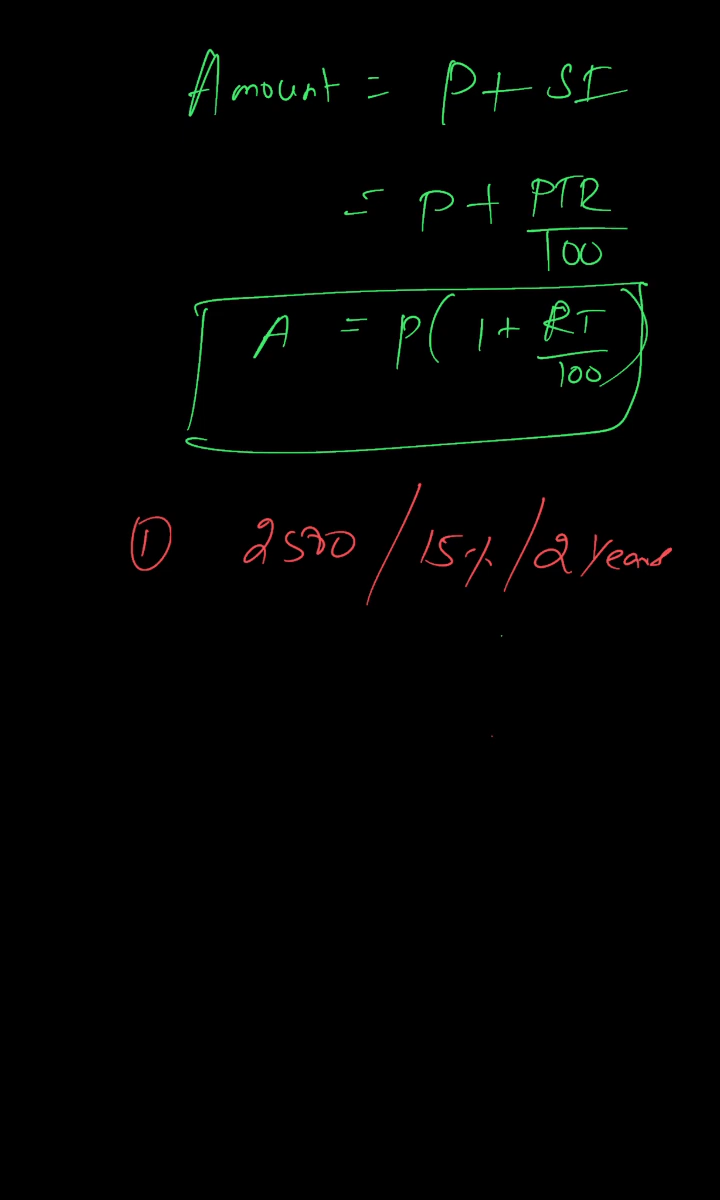 Amount = P + SI
= P + PTR/100
A = P(1 + RT/100)
① 2500 / 15% / 2 Years